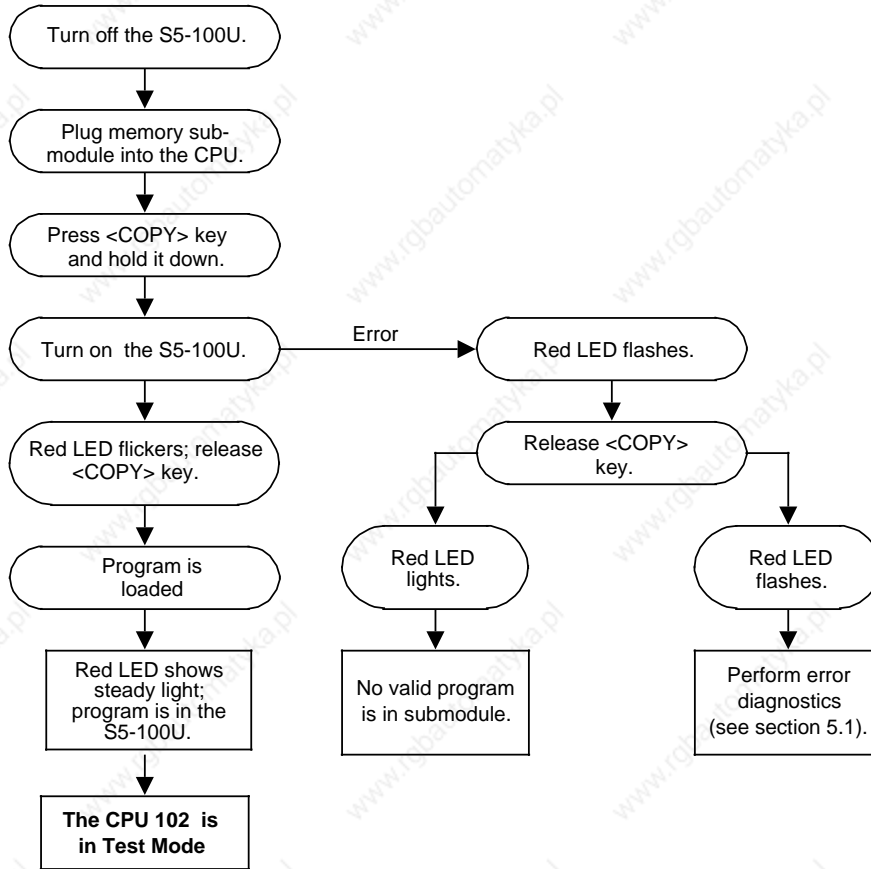 Turn off the S5-100U.
Plug memory sub-
module into the CPU.
Press <COPY> key
and hold it down.
Turn on the S5-100U.
Error
Red LED flashes.
Red LED flickers; release
<COPY> key.
Release <COPY>
key.
Program is
loaded
Red LED
lights.
Red LED
flashes.
Red LED shows
steady light;
program is in the
S5-100U.
No valid program
is in submodule.
Perform error
diagnostics
(see section 5.1).
The CPU 102 is
in Test Mode
www.rgbautomatyka.pl